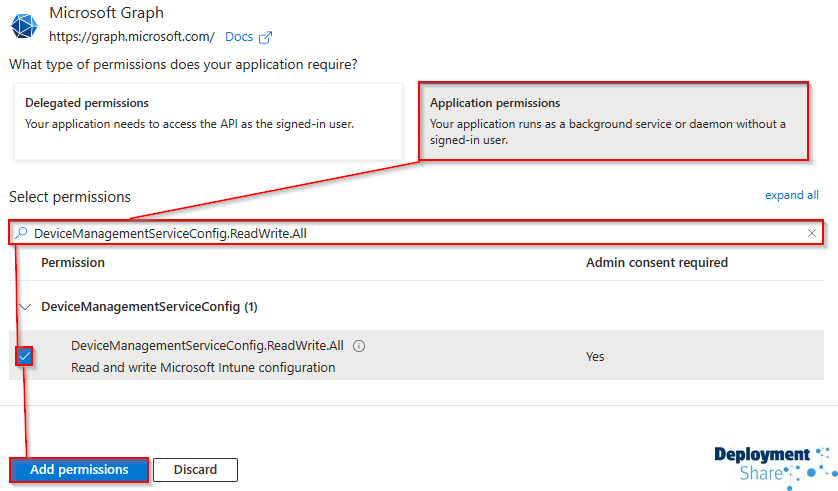 Microsoft Graph
https://graph.microsoft.com/ Docs
What type of permissions does your application require?
Delegated permissions
Your application needs to access the API as the signed-in user.
Application permissions
Your application runs as a background service or daemon without a
signed-in user.
Select permissions
expand all
DeviceManagementServiceConfig.ReadWrite.All
Permission
Admin consent required
DeviceManagementServiceConfig (1)
DeviceManagementServiceConfig.ReadWrite.All
Read and write Microsoft Intune configuration
Yes
Add permissions
Discard
Deployment
Share